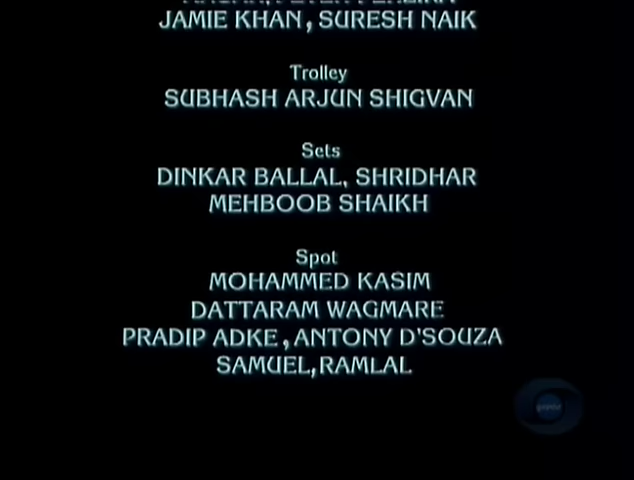 JAMIE KHAN, SURESH NAIK
Trolley
SUBHASH ARJUN SHIGVAN
Sets
DINKAR BALLAL, SHRIDHAR
MEHBOOB SHAIKH
Spot
MOHAMMED KASIM
DATTARAM WAGMARE
PRADIP ADKE, ANTONY D'SOUZA
SAMUEL, RAMLAL